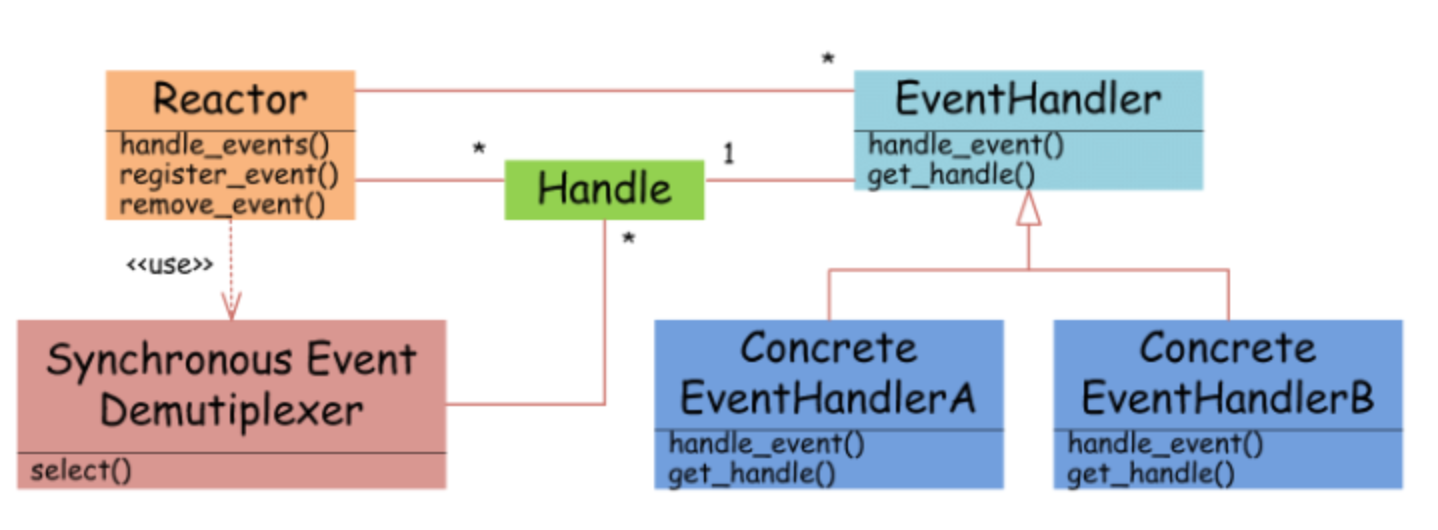 *
Reactor
handle_events()
register_event()
remove_event()
*
Handle
1
EventHandler
handle_event()
get_handle()
*
<<use>>
Synchronous Event
Demutiplexer
select()
Concrete
EventHandlerA
handle_event()
get_handle()
Concrete
EventHandlerB
handle_event()
get_handle()